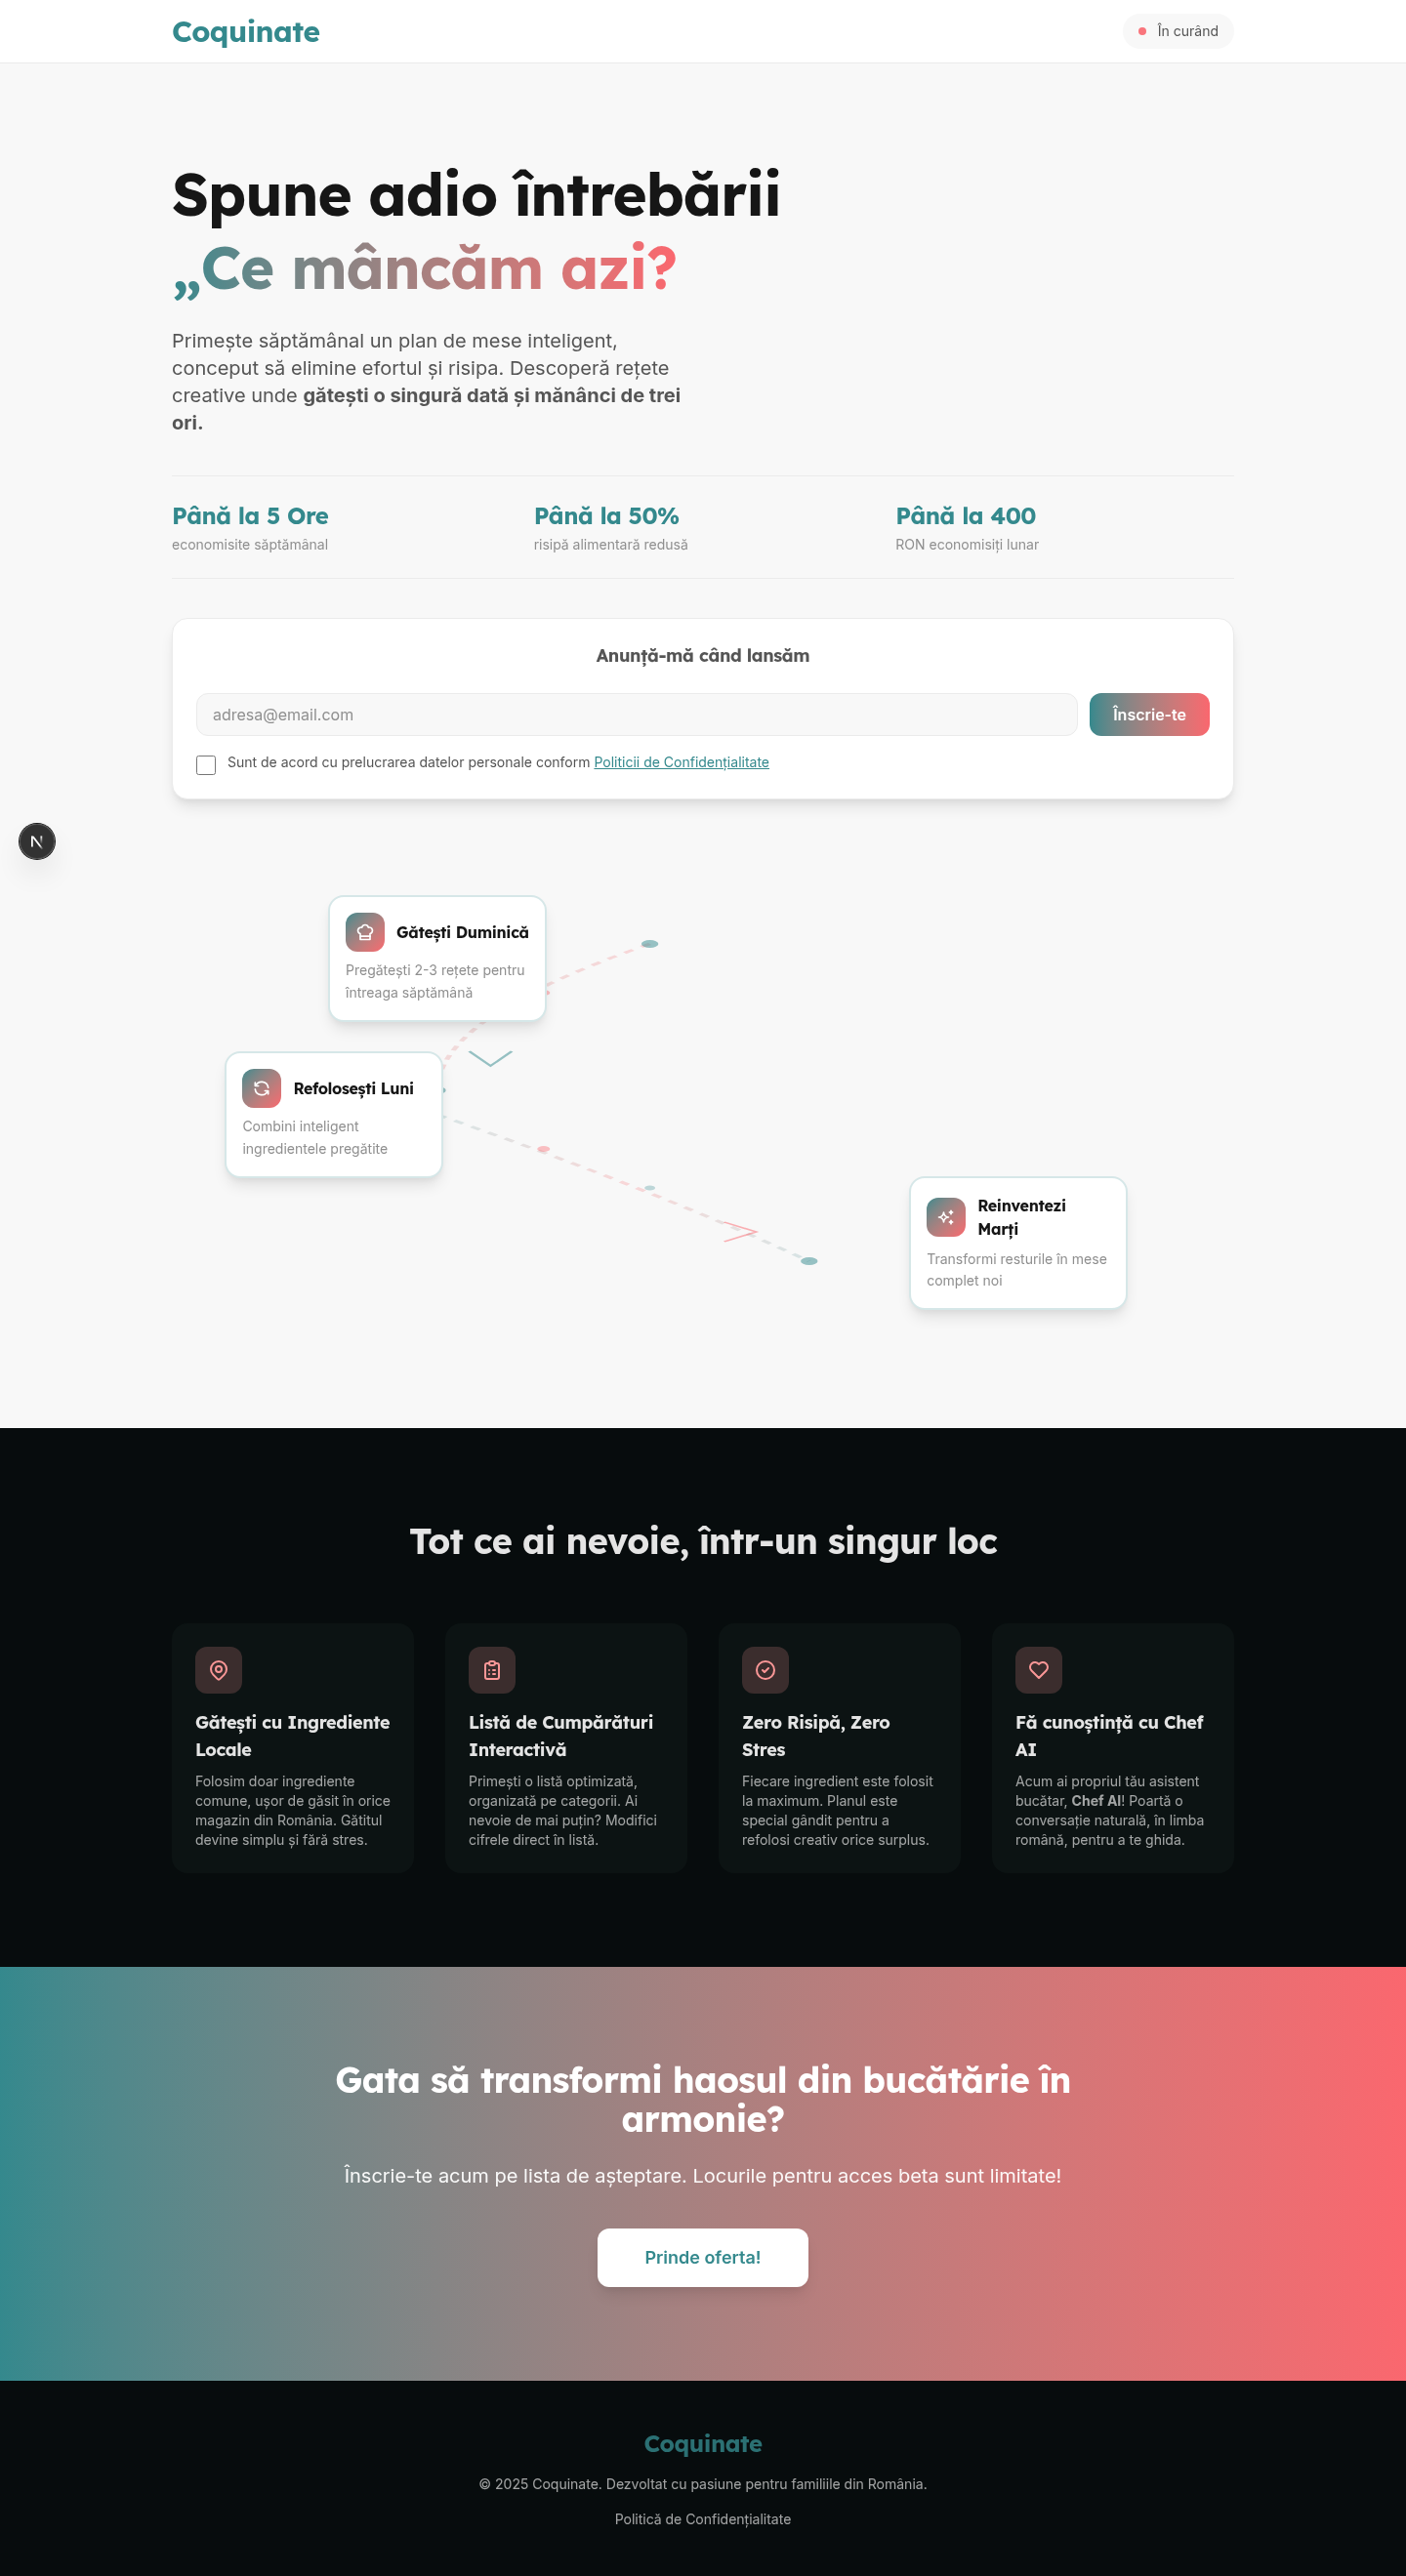 Coquinate
În curând
Spune adio întrebării
„Ce mâncăm azi?
Primește săptămânal un plan de mese inteligent,
conceput să elimine efortul și risipa. Descoperă rețete
creative unde gătești o singură dată și mănânci de trei
ori.
Până la 5 Ore
economisite săptămânal
Până la 50%
risipă alimentară redusă
Până la 400
RON economisiți lunar
Anunță-mă când lansăm
adresa@email.com
Înscrie-te
Sunt de acord cu prelucrarea datelor personale conform Politicii de Confidențialitate
N
Gătești Duminică
Pregătești 2-3 rețete pentru
întreaga săptămână
Refolosești Luni
Combini inteligent
ingredientele pregătite
Reinventezi
Marți
Transformi resturile în mese
complet noi
Tot ce ai nevoie, într-un singur loc
Gătești cu Ingrediente
Locale
Folosim doar ingrediente
comune, ușor de găsit în orice
magazin din România. Gătitul
devine simplu și fără stres.
Listă de Cumpărături
Interactivă
Primești o listă optimizată,
organizată pe categorii. Ai
nevoie de mai puțin? Modifici
cifrele direct în listă.
Zero Risipă, Zero
Stres
Fiecare ingredient este folosit
la maximum. Planul este
special gândit pentru a
refolosi creativ orice surplus.
Fă cunoștință cu Chef
AI
Acum ai propriul tău asistent
bucătar, Chef AI! Poartă o
conversație naturală, în limba
română, pentru a te ghida.
Gata să transformi haosul din bucătărie în
armonie?
Înscrie-te acum pe lista de așteptare. Locurile pentru acces beta sunt limitate!
Prinde oferta!
Coquinate
© 2025 Coquinate. Dezvoltat cu pasiune pentru familiile din România.
Politică de Confidențialitate